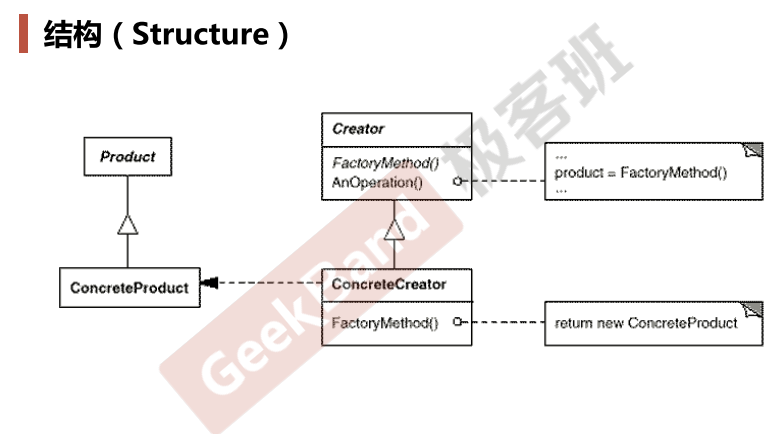 结构（Structure）
Product
Creator
FactoryMethod()
AnOperation()
...
product = FactoryMethod()
...
ConcreteProduct
ConcreteCreator
FactoryMethod()
return new ConcreteProduct
GeekBand 极客班